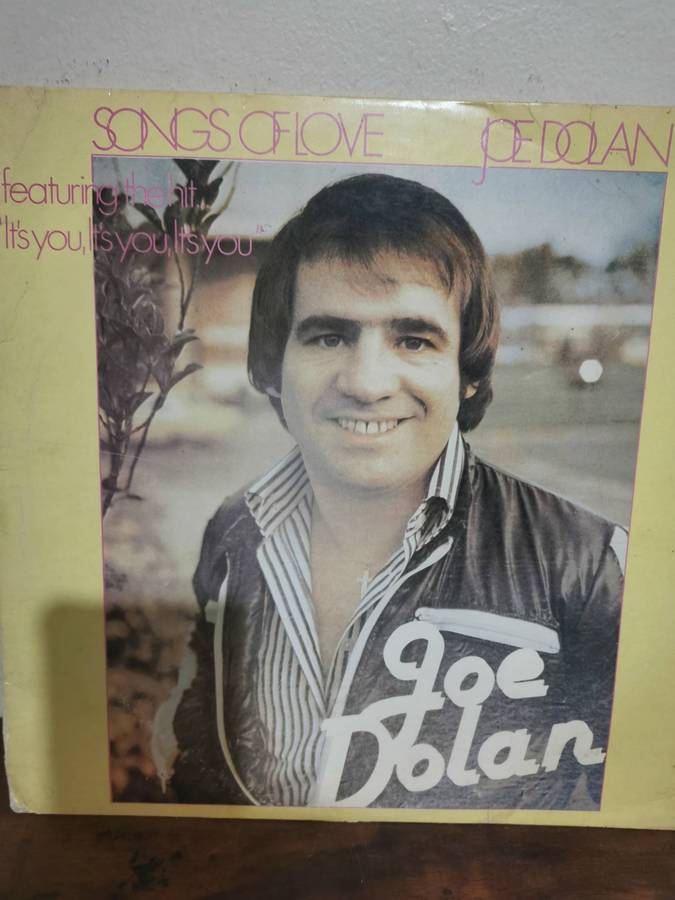 SONGS OF LOVE JOE DOLAN
featuring the hit..
"It's you, It's you, It's you"
Joe
Dolan